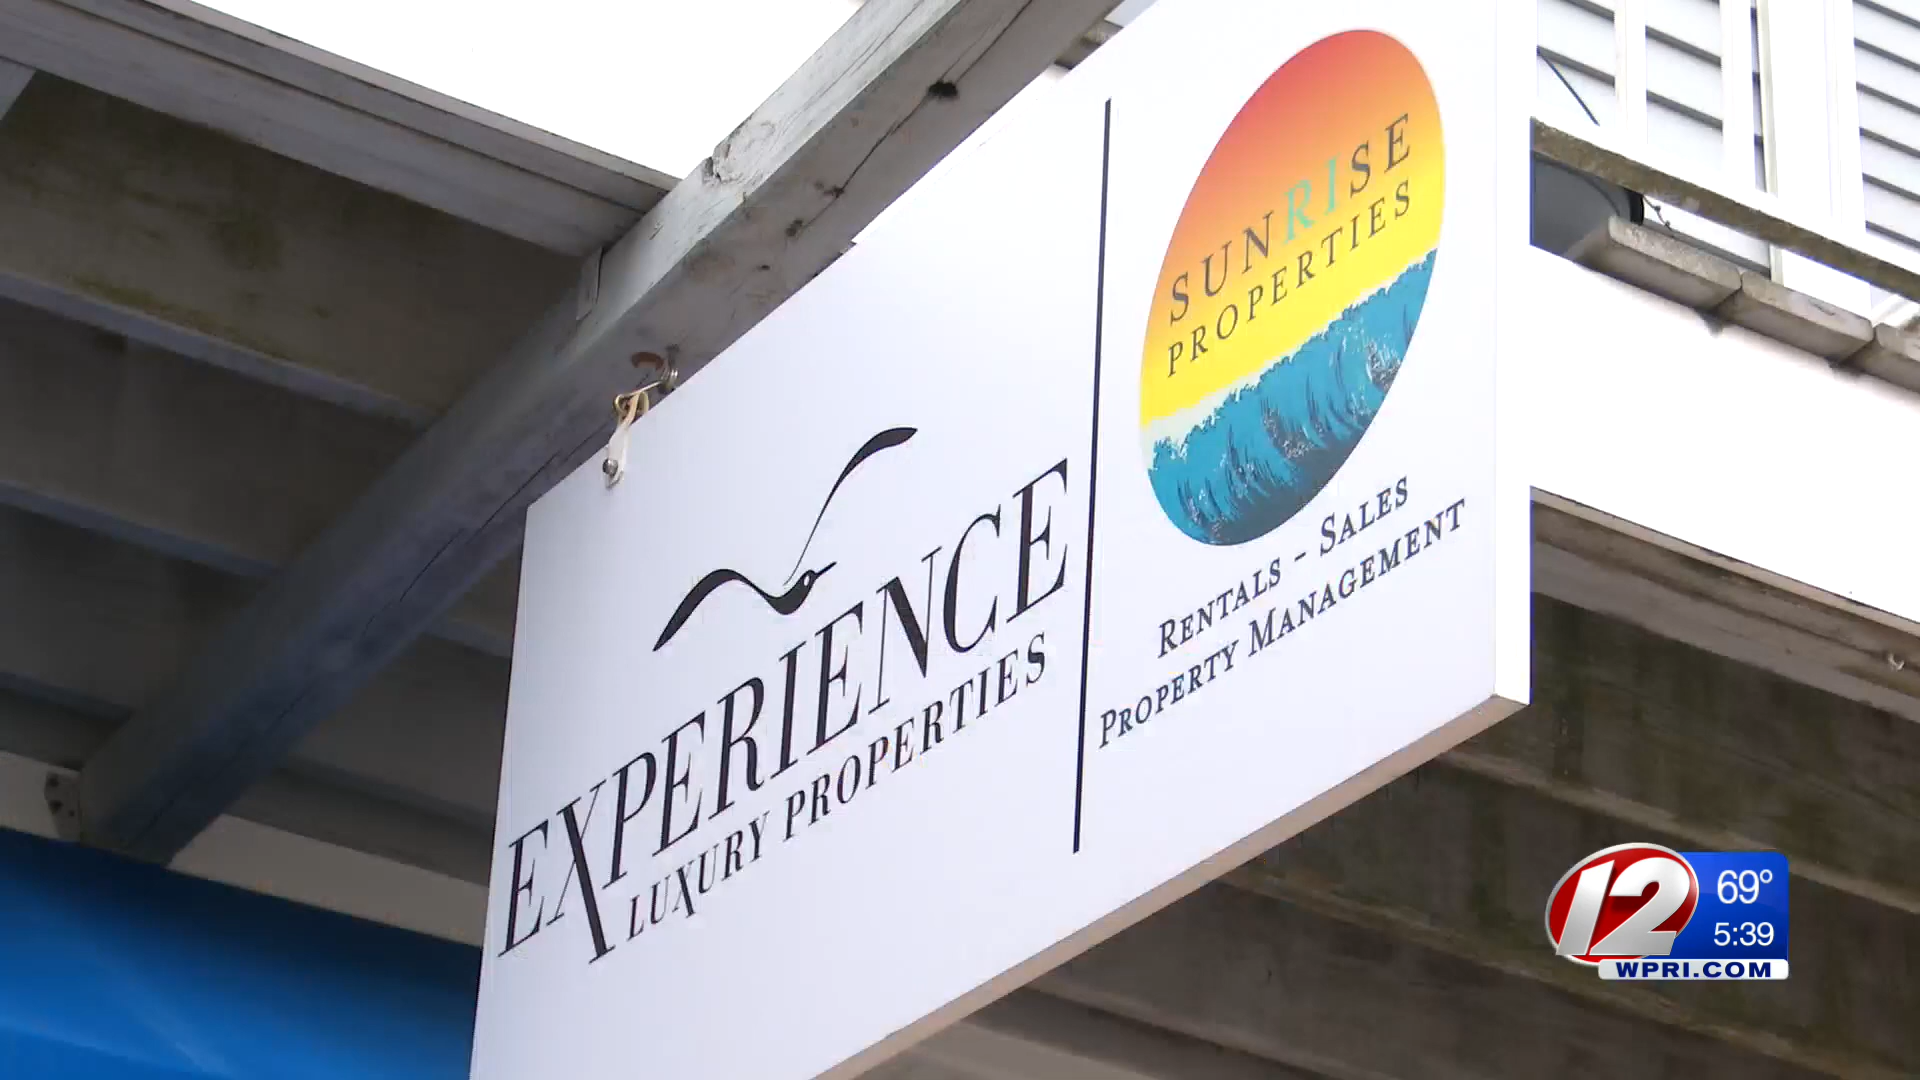 EXPERIENCE
LUXURY PROPERTIES
SUNRISE
PROPERTIES
RENTALS - SALES
PROPERTY MANAGEMENT
12
69°
5:39
WPRI.COM